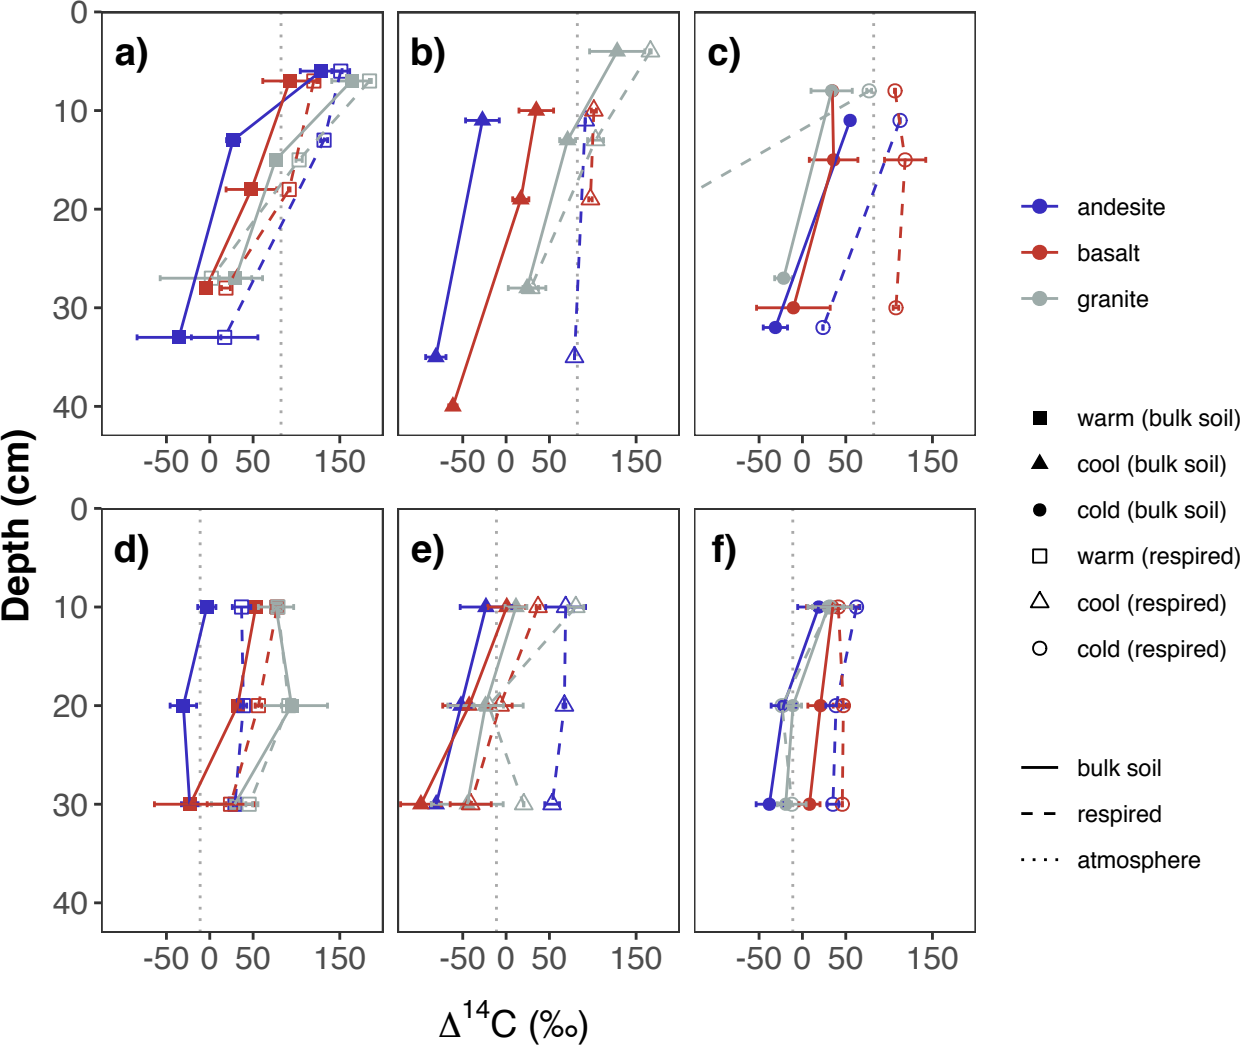 0
10
20
30
40
a)
b)
c)
-50 0 50 150
-50 0 50 150
-50 0 50 150
0
10
20
30
40
d)
e)
f)
-50 0 50 150
-50 0 50 150
-50 0 50 150
Depth (cm)
Δ¹⁴C (‰)
andesite
basalt
granite
warm (bulk soil)
cool (bulk soil)
cold (bulk soil)
warm (respired)
cool (respired)
cold (respired)
bulk soil
respired
atmosphere